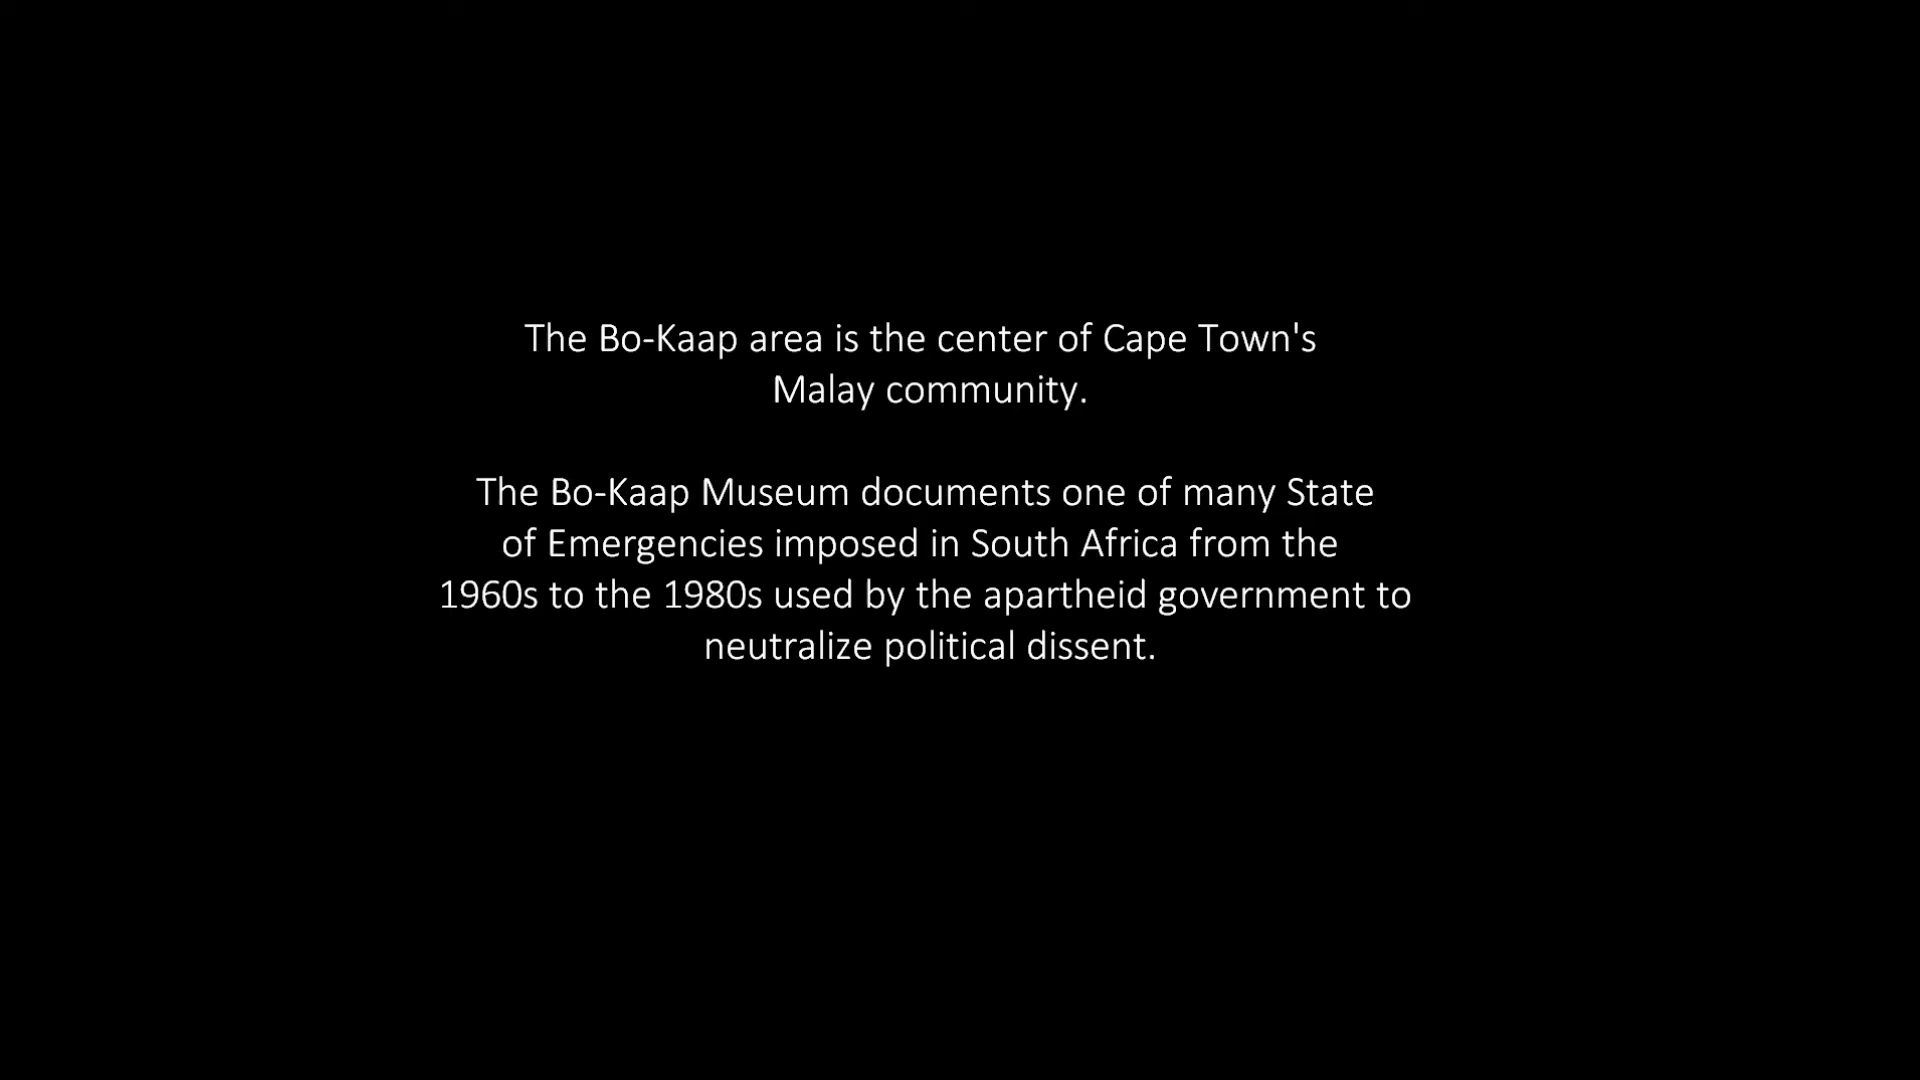 The Bo-Kaap area is the center of Cape Town's
Malay community.
The Bo-Kaap Museum documents one of many State
of Emergencies imposed in South Africa from the
1960s to the 1980s used by the apartheid government to
neutralize political dissent.